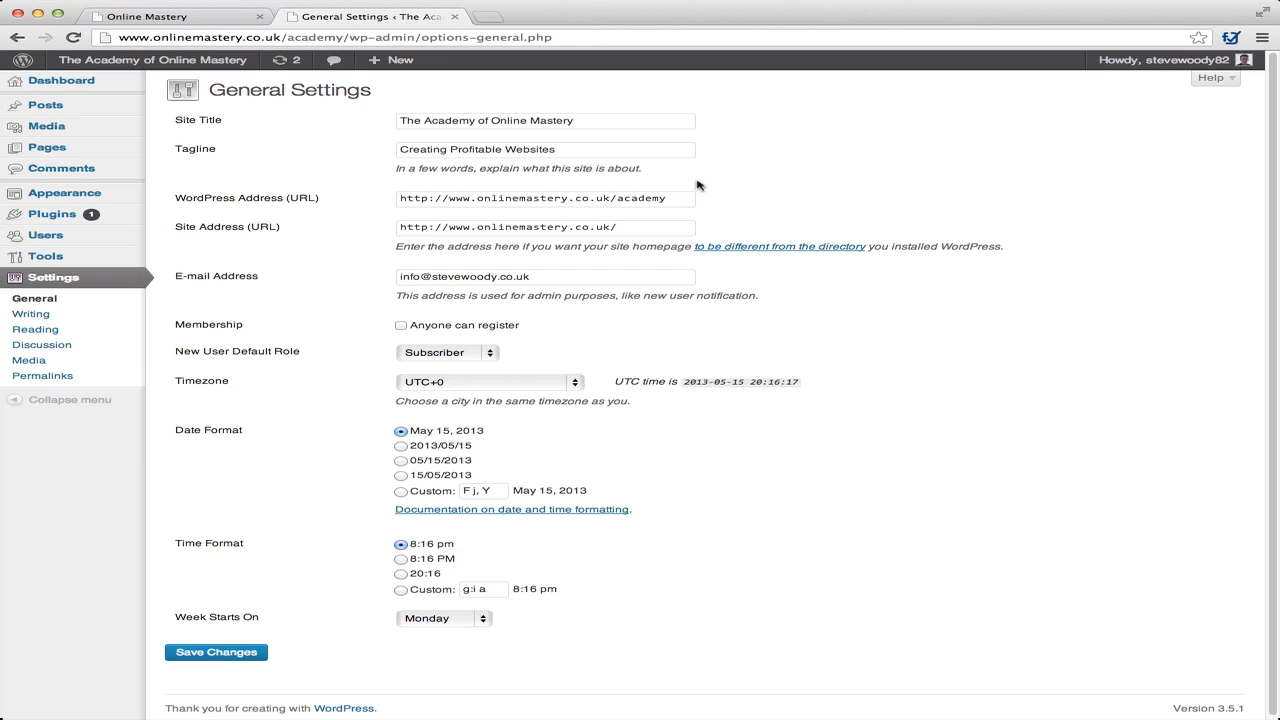 Online Mastery
General Settings ‹ The Aca
www.onlinemastery.co.uk/academy/wp-admin/options-general.php
The Academy of Online Mastery 2 + New Howdy, stevewoody82
Dashboard
Posts
Media
Pages
Comments
Appearance
Plugins 1
Users
Tools
Settings
General
Writing
Reading
Discussion
Media
Permalinks
Collapse menu
General Settings
Help
Site Title The Academy of Online Mastery
Tagline Creating Profitable Websites
In a few words, explain what this site is about.
WordPress Address (URL) http://www.onlinemastery.co.uk/academy
Site Address (URL) http://www.onlinemastery.co.uk/
Enter the address here if you want your site homepage to be different from the directory you installed WordPress.
E-mail Address info@stevewoody.co.uk
This address is used for admin purposes, like new user notification.
Membership Anyone can register
New User Default Role Subscriber
Timezone UTC+0 UTC time is 2013-05-15 20:16:17
Choose a city in the same timezone as you.
Date Format May 15, 2013
2013/05/15
05/15/2013
15/05/2013
Custom: F j, Y May 15, 2013
Documentation on date and time formatting.
Time Format 8:16 pm
8:16 PM
20:16
Custom: g:i a 8:16 pm
Week Starts On Monday
Save Changes
Thank you for creating with WordPress. Version 3.5.1